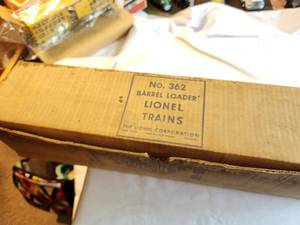 No. 362
BARREL LOADER
LIONEL
TRAINS
THE LIONEL CORPORATION